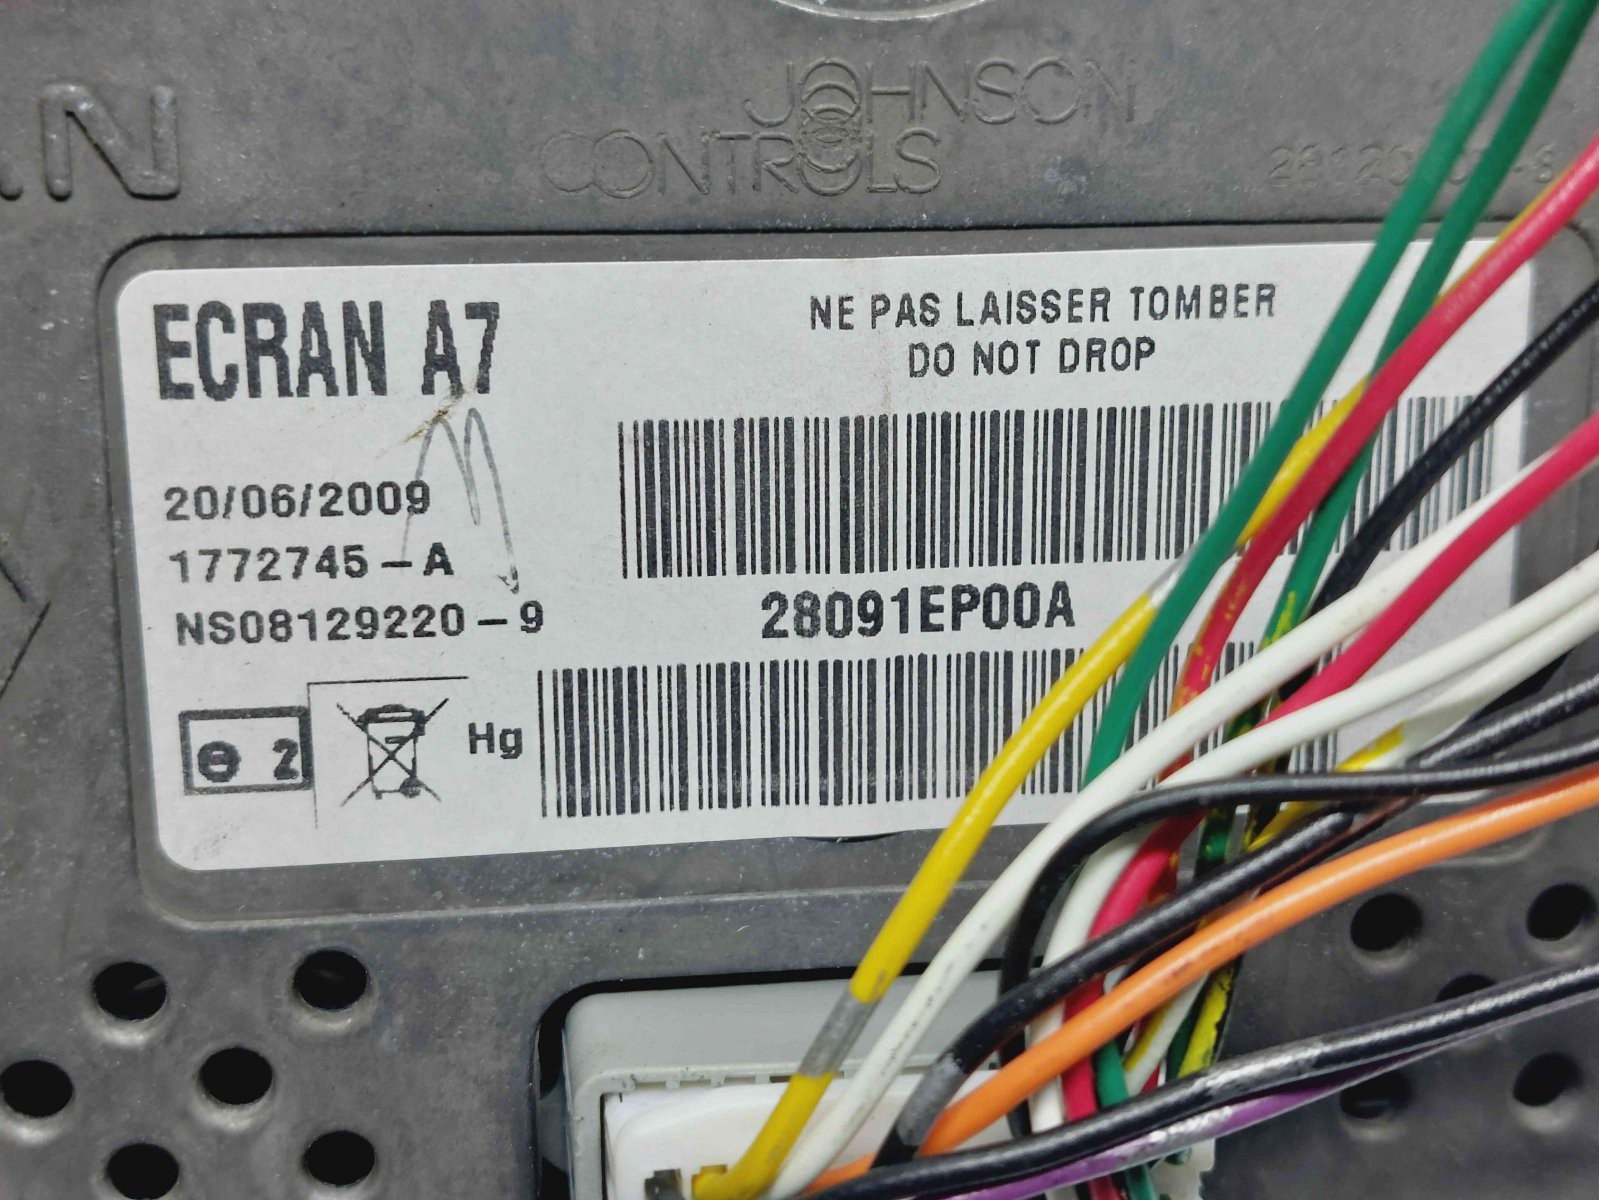 JOHNSON
CONTROLS
ECRAN A7
NE PAS LAISSER TOMBER
DO NOT DROP
20/06/2009
1772745-A
NS08129220-9
28091EP00A
2
Hg